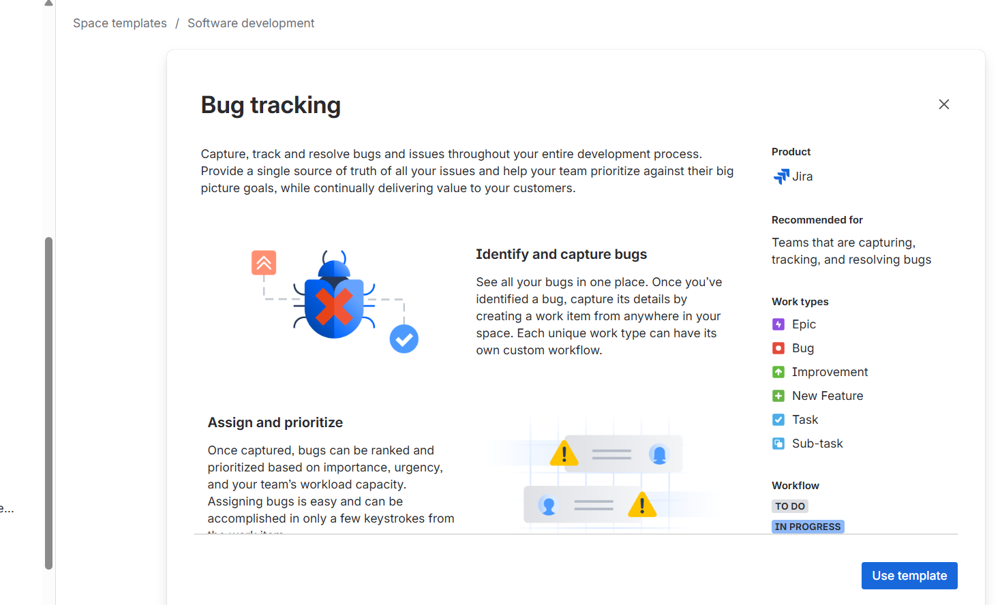 Space templates / Software development
Bug tracking
Capture, track and resolve bugs and issues throughout your entire development process.
Provide a single source of truth of all your issues and help your team prioritize against their big
picture goals, while continually delivering value to your customers.
Identify and capture bugs
See all your bugs in one place. Once you’ve
identified a bug, capture its details by
creating a work item from anywhere in your
space. Each unique work type can have its
own custom workflow.
Assign and prioritize
Once captured, bugs can be ranked and
prioritized based on importance, urgency,
and your team’s workload capacity.
Assigning bugs is easy and can be
accomplished in only a few keystrokes from
the work item.
Product
Jira
Recommended for
Teams that are capturing,
tracking, and resolving bugs
Work types
Epic
Bug
Improvement
New Feature
Task
Sub-task
Workflow
TO DO
IN PROGRESS
Use template